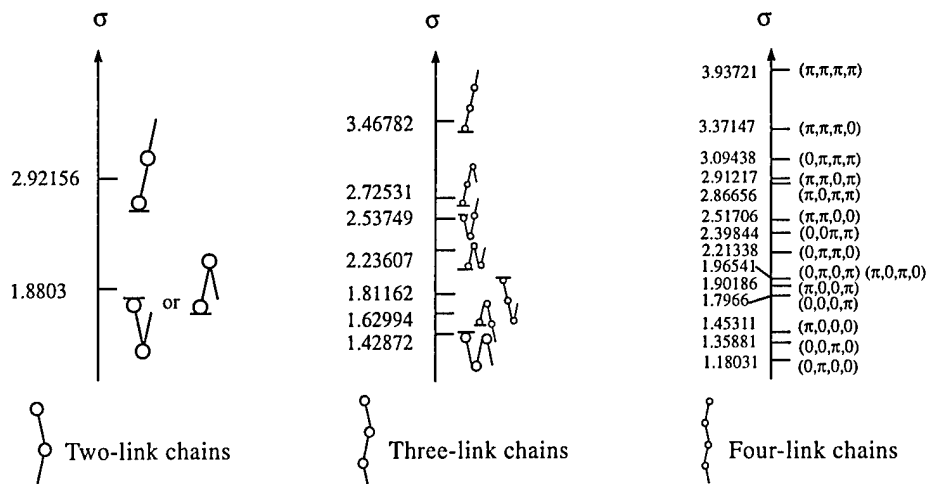 σ
2.92156
1.8803
or
Two-link chains
σ
3.46782
2.72531
2.53749
2.23607
1.81162
1.62994
1.42872
Three-link chains
σ
3.93721 (π,π,π,π)
3.37147 (π,π,π,0)
3.09438 (0,π,π,π)
2.91217 (π,π,0,π)
2.86656 (π,0,π,π)
2.51706 (π,π,0,0)
2.39844 (0,0π,π)
2.21338 (0,π,π,0)
1.96541 (0,π,0,π) (π,0,π,0)
1.90186 (π,0,0,π)
1.7966 (0,0,0,π)
1.45311 (π,0,0,0)
1.35881 (0,0,π,0)
1.18031 (0,π,0,0)
Four-link chains